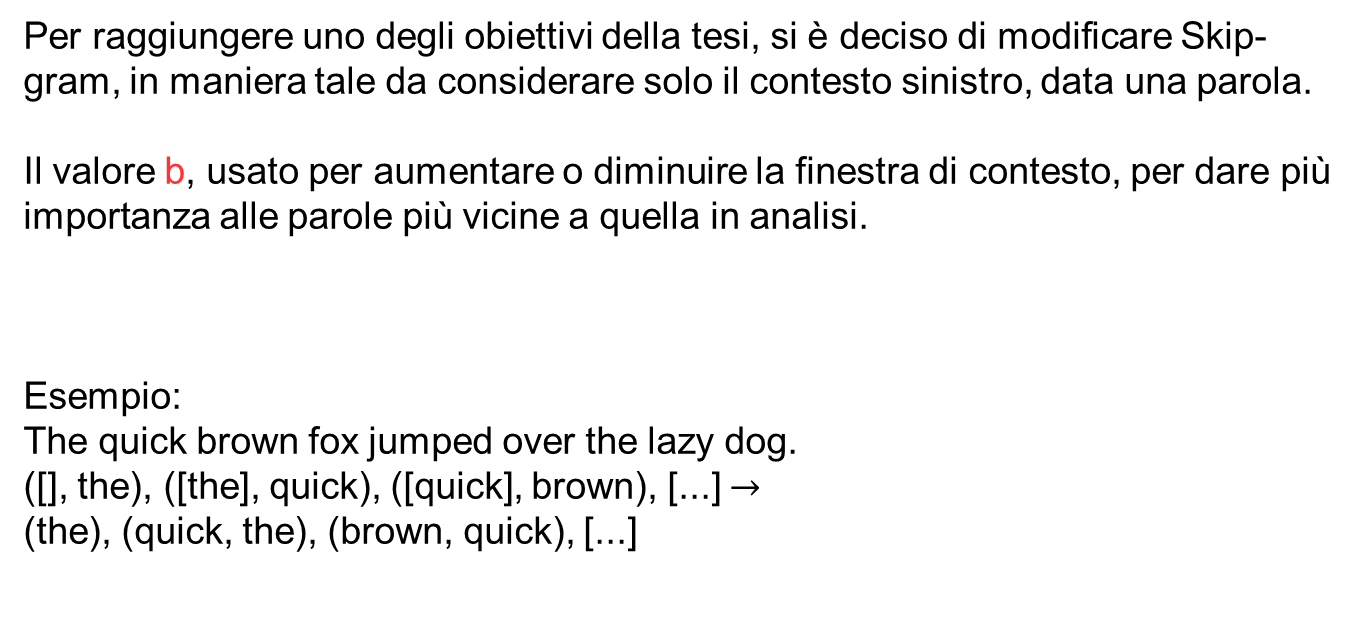 Per raggiungere uno degli obiettivi della tesi, si è deciso di modificare Skip-
gram, in maniera tale da considerare solo il contesto sinistro, data una parola.
Il valore b, usato per aumentare o diminuire la finestra di contesto, per dare più
importanza alle parole più vicine a quella in analisi.
Esempio:
The quick brown fox jumped over the lazy dog.
([], the), ([the], quick), ([quick], brown), [...] →
(the), (quick, the), (brown, quick), [...]